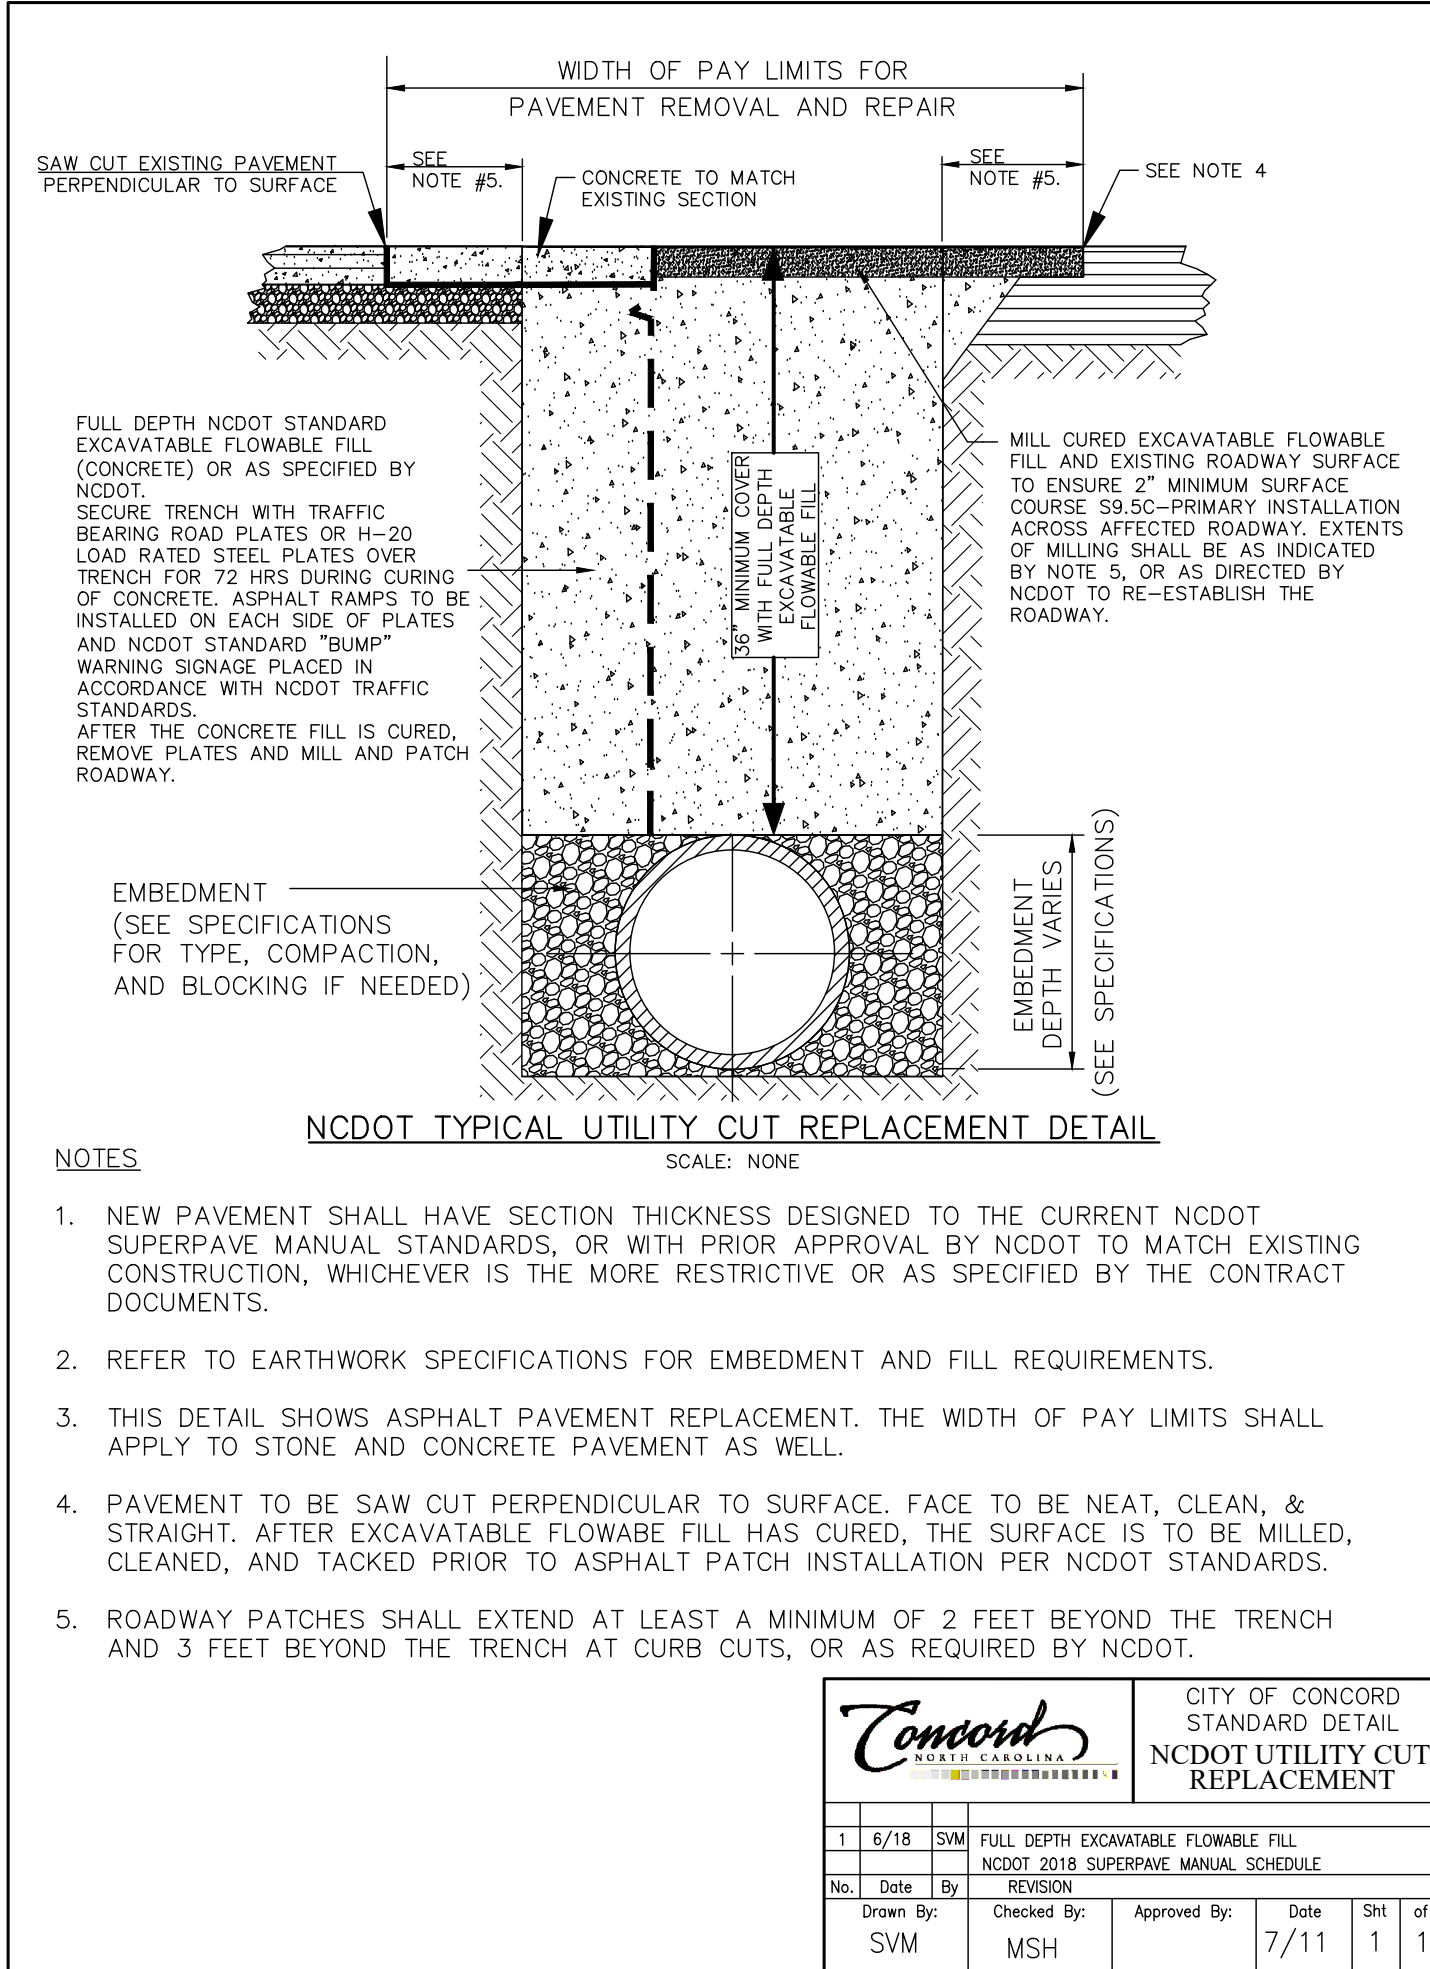 WIDTH OF PAY LIMITS FOR
PAVEMENT REMOVAL AND REPAIR
SAW CUT EXISTING PAVEMENT
PERPENDICULAR TO SURFACE
SEE
NOTE #5.
CONCRETE TO MATCH
EXISTING SECTION
SEE
NOTE #5.
SEE NOTE 4
FULL DEPTH NCDOT STANDARD
EXCAVATABLE FLOWABLE FILL
(CONCRETE) OR AS SPECIFIED BY
NCDOT.
SECURE TRENCH WITH TRAFFIC
BEARING ROAD PLATES OR H-20
LOAD RATED STEEL PLATES OVER
TRENCH FOR 72 HRS DURING CURING
OF CONCRETE. ASPHALT RAMPS TO BE
INSTALLED ON EACH SIDE OF PLATES
AND NCDOT STANDARD "BUMP"
WARNING SIGNAGE PLACED IN
ACCORDANCE WITH NCDOT TRAFFIC
STANDARDS.
AFTER THE CONCRETE FILL IS CURED,
REMOVE PLATES AND MILL AND PATCH
ROADWAY.
36" MINIMUM COVER
WITH FULL DEPTH
EXCAVATABLE
FLOWABLE FILL
MILL CURED EXCAVATABLE FLOWABLE
FILL AND EXISTING ROADWAY SURFACE
TO ENSURE 2" MINIMUM SURFACE
COURSE S9.5C-PRIMARY INSTALLATION
ACROSS AFFECTED ROADWAY. EXTENTS
OF MILLING SHALL BE AS INDICATED
BY NOTE 5, OR AS DIRECTED BY
NCDOT TO RE-ESTABLISH THE
ROADWAY.
EMBEDMENT
(SEE SPECIFICATIONS
FOR TYPE, COMPACTION,
AND BLOCKING IF NEEDED)
EMBEDMENT
DEPTH VARIES
(SEE SPECIFICATIONS)
NCDOT TYPICAL UTILITY CUT REPLACEMENT DETAIL
SCALE: NONE
NOTES
1. NEW PAVEMENT SHALL HAVE SECTION THICKNESS DESIGNED TO THE CURRENT NCDOT
SUPERPAVE MANUAL STANDARDS, OR WITH PRIOR APPROVAL BY NCDOT TO MATCH EXISTING
CONSTRUCTION, WHICHEVER IS THE MORE RESTRICTIVE OR AS SPECIFIED BY THE CONTRACT
DOCUMENTS.
2. REFER TO EARTHWORK SPECIFICATIONS FOR EMBEDMENT AND FILL REQUIREMENTS.
3. THIS DETAIL SHOWS ASPHALT PAVEMENT REPLACEMENT. THE WIDTH OF PAY LIMITS SHALL
APPLY TO STONE AND CONCRETE PAVEMENT AS WELL.
4. PAVEMENT TO BE SAW CUT PERPENDICULAR TO SURFACE. FACE TO BE NEAT, CLEAN, &
STRAIGHT. AFTER EXCAVATABLE FLOWABE FILL HAS CURED, THE SURFACE IS TO BE MILLED,
CLEANED, AND TACKED PRIOR TO ASPHALT PATCH INSTALLATION PER NCDOT STANDARDS.
5. ROADWAY PATCHES SHALL EXTEND AT LEAST A MINIMUM OF 2 FEET BEYOND THE TRENCH
AND 3 FEET BEYOND THE TRENCH AT CURB CUTS, OR AS REQUIRED BY NCDOT.
Concord
NORTH CAROLINA
CITY OF CONCORD
STANDARD DETAIL
NCDOT UTILITY CUT
REPLACEMENT
1 6/18 SVM FULL DEPTH EXCAVATABLE FLOWABLE FILL
NCDOT 2018 SUPERPAVE MANUAL SCHEDULE
No. Date By REVISION
Drawn By: Checked By: Approved By: Date Sht of
SVM MSH 7/11 1 1